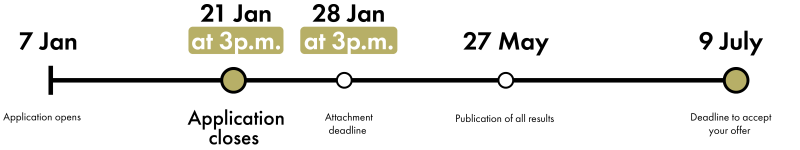 7 Jan
21 Jan
at 3p.m.
28 Jan
at 3p.m.
27 May
9 July
Application opens
Application
closes
Attachment
deadline
Publication of all results
Deadline to accept
your offer